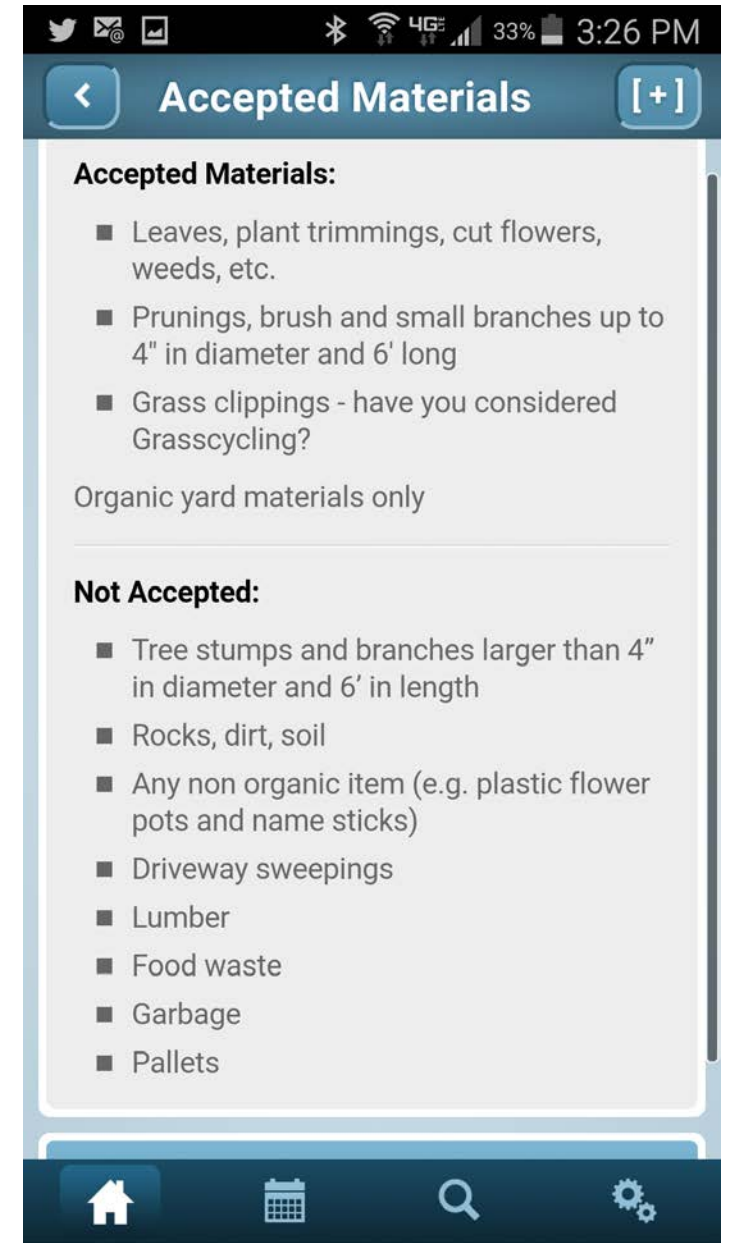 4G LTE 33% 3:26 PM
Accepted Materials [+]
Accepted Materials:
Leaves, plant trimmings, cut flowers,
weeds, etc.
Prunings, brush and small branches up to
4" in diameter and 6' long
Grass clippings - have you considered
Grasscycling?
Organic yard materials only
Not Accepted:
Tree stumps and branches larger than 4”
in diameter and 6’ in length
Rocks, dirt, soil
Any non organic item (e.g. plastic flower
pots and name sticks)
Driveway sweepings
Lumber
Food waste
Garbage
Pallets